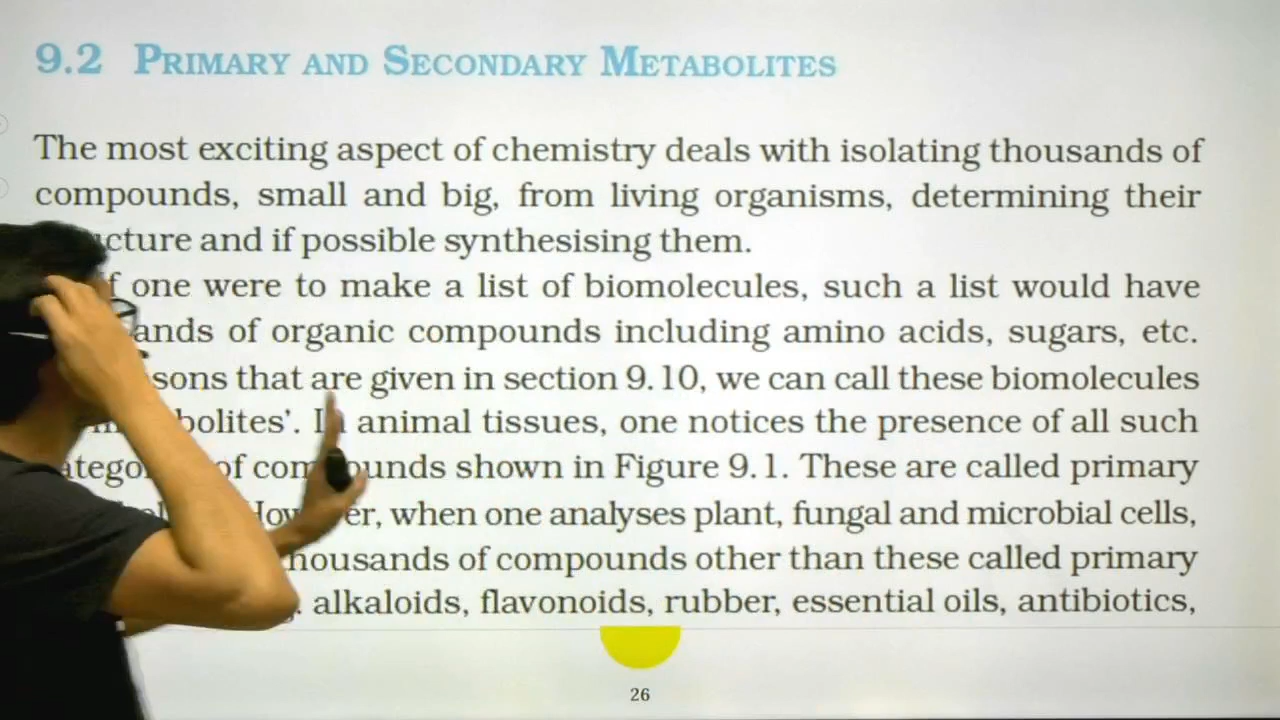 9.2 PRIMARY AND SECONDARY METABOLITES
The most exciting aspect of chemistry deals with isolating thousands of
compounds, small and big, from living organisms, determining their
cture and if possible synthesising them.
one were to make a list of biomolecules, such a list would have
ands of organic compounds including amino acids, sugars, etc.
sons that are given in section 9.10, we can call these biomolecules
bolites'. In animal tissues, one notices the presence of all such
of compounds shown in Figure 9.1. These are called primary
when one analyses plant, fungal and microbial cells,
housands of compounds other than these called primary
alkaloids, flavonoids, rubber, essential oils, antibiotics,
26